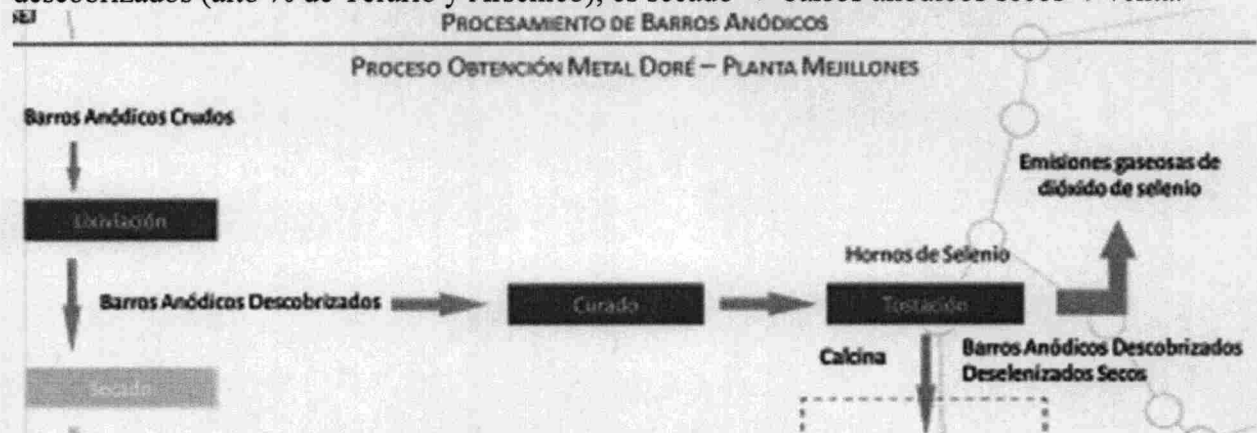 PROCESAMIENTO DE BARROS ANÓDICOS
PROCESO OBTENCIÓN METAL DORÉ – PLANTA MEJILLONES
Barros Anódicos Crudos
Lixiviación
Barros Anódicos Descobrizados
Secado
Curado
Hornos de Selenio
Tostación
Emisiones gaseosas de
dióxido de selenio
Calcina
Barros Anódicos Descobrizados
Deselenizados Secos